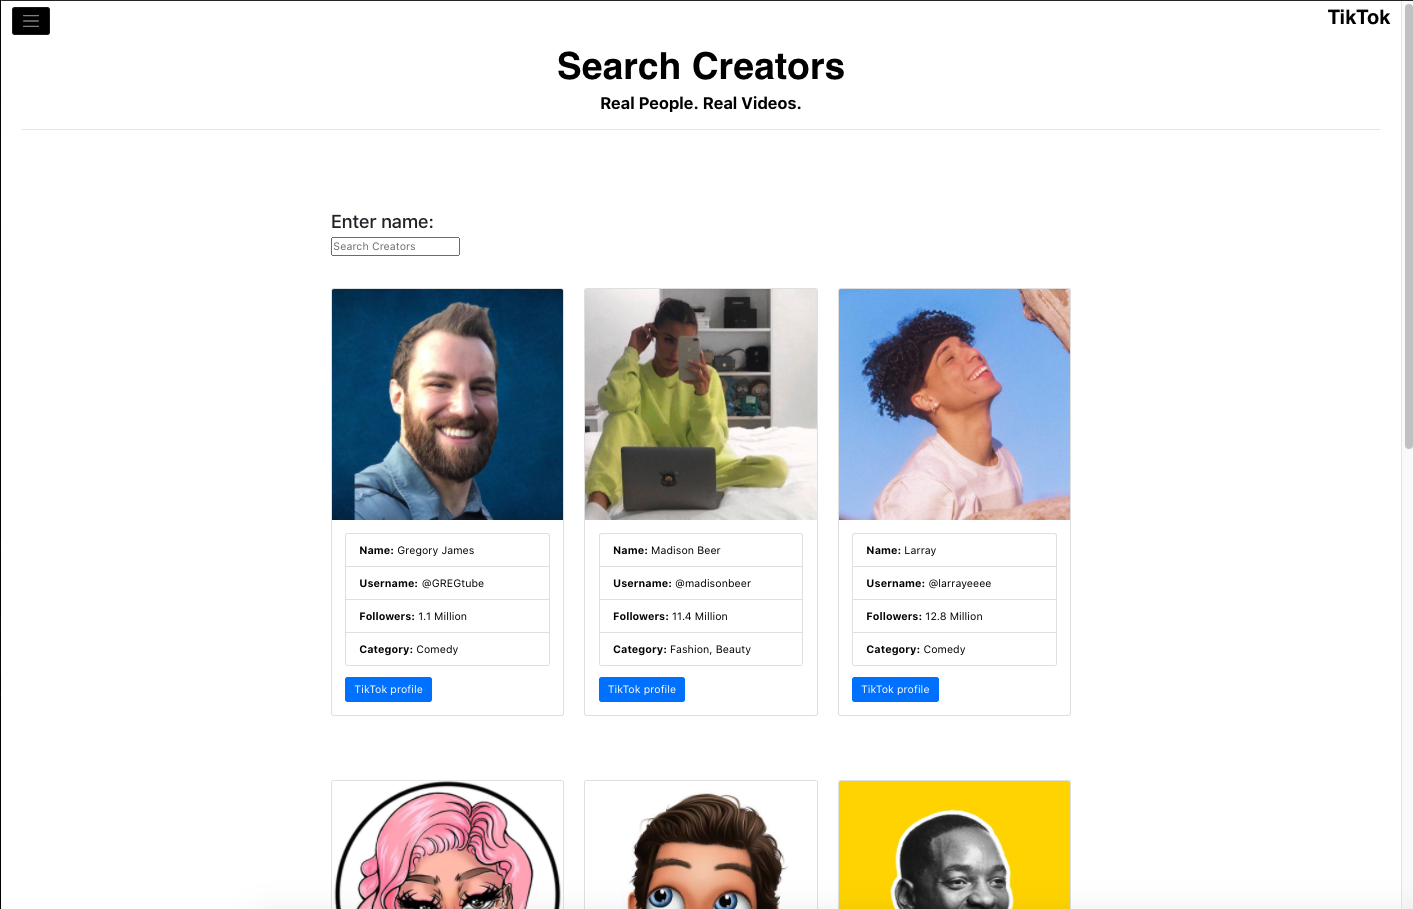 TikTok
Search Creators
Real People. Real Videos.
Enter name:
Search Creators
Name: Gregory James
Username: @GREGtube
Followers: 1.1 Million
Category: Comedy
TikTok profile
Name: Madison Beer
Username: @madisonbeer
Followers: 11.4 Million
Category: Fashion, Beauty
TikTok profile
Name: Larray
Username: @larrayeeee
Followers: 12.8 Million
Category: Comedy
TikTok profile